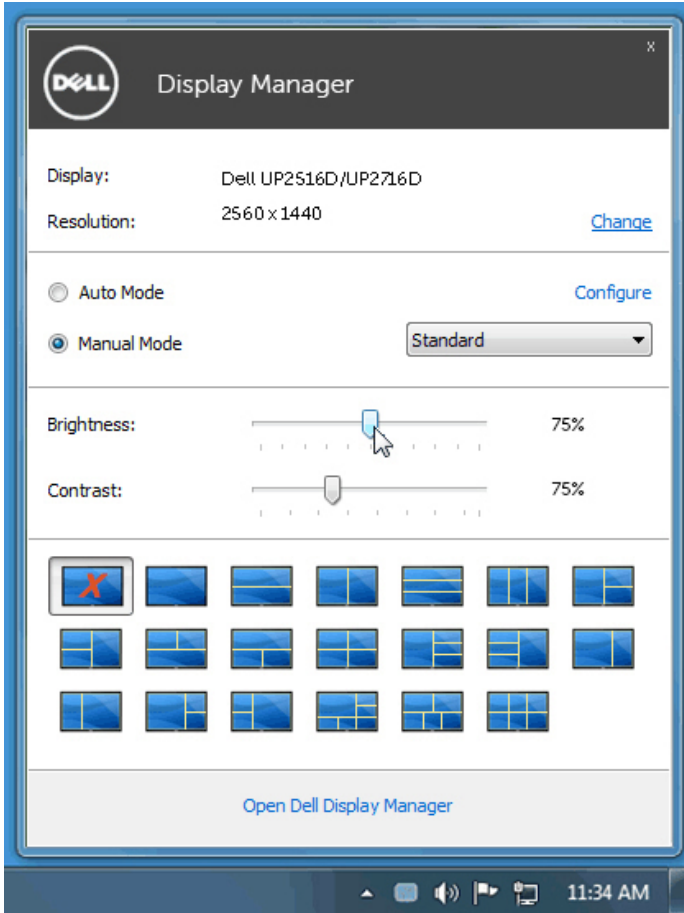 x
DELL Display Manager
Display: Dell UP2516D/UP2716D
Resolution: 2560 x 1440 Change
Auto Mode Configure
Manual Mode Standard
Brightness: 75%
Contrast: 75%
Open Dell Display Manager
11:34 AM